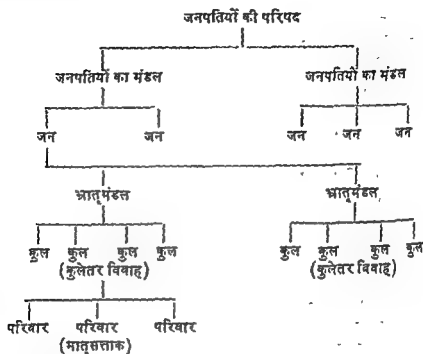 जनपतियों की परिषद
जनपतियों का मंडल जनपतियों का मंडल
जन जन जन जन जन
भ्रातृमंडल भ्रातृमंडल
कुल कुल कुल कुल कुल कुल कुल कुल
(कुलेतर विवाह) (कुलेतर विवाह)
परिवार परिवार परिवार
(मातृसत्ताक)